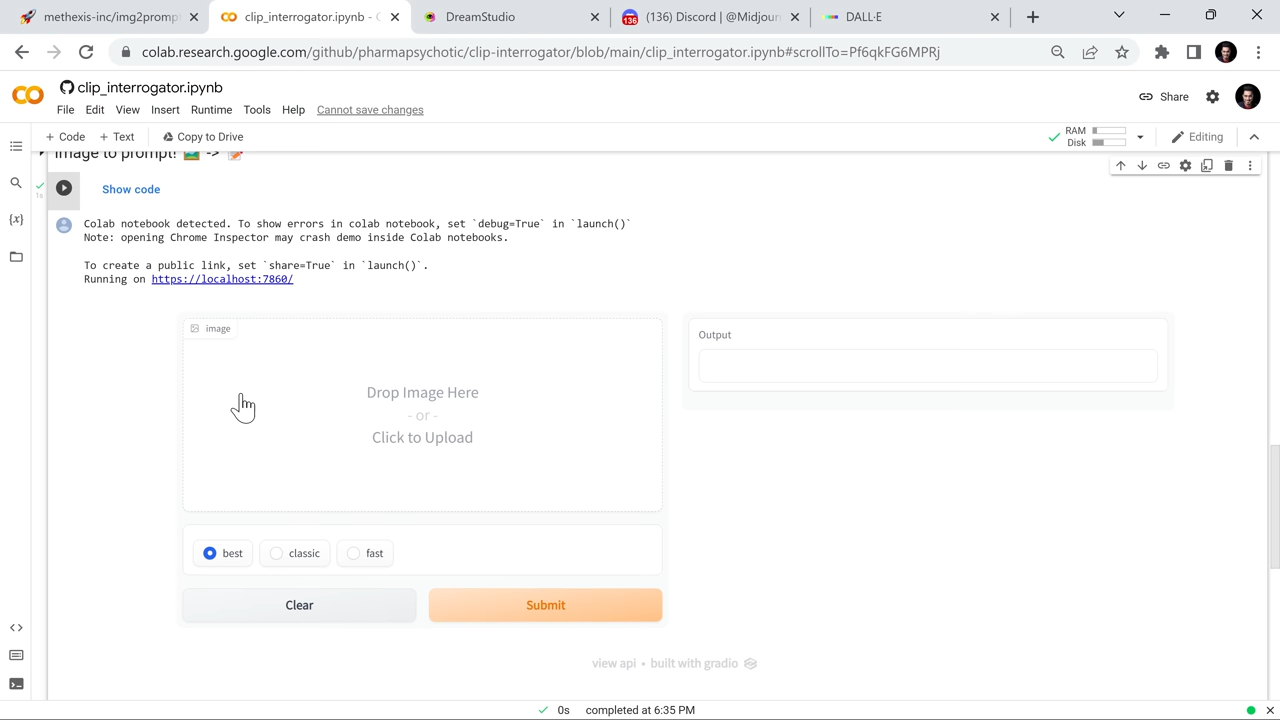 methexis-inc/img2prompt
clip_interrogator.ipynb - C
DreamStudio
(136) Discord | @Midjour
DALL·E
colab.research.google.com/github/pharmapsychotic/clip-interrogator/blob/main/clip_interrogator.ipynb#scrollTo=Pf6qkFG6MPRj
clip_interrogator.ipynb
Share
File Edit View Insert Runtime Tools Help Cannot save changes
+ Code + Text Copy to Drive
RAM
Disk
Editing
Image to prompt! 🖼️ -> 📝
1s
Show code
Colab notebook detected. To show errors in colab notebook, set `debug=True` in `launch()`
Note: opening Chrome Inspector may crash demo inside Colab notebooks.
To create a public link, set `share=True` in `launch()`.
Running on https://localhost:7860/
image
Drop Image Here
- or -
Click to Upload
Output
best classic fast
Clear Submit
view api • built with gradio
0s completed at 6:35 PM